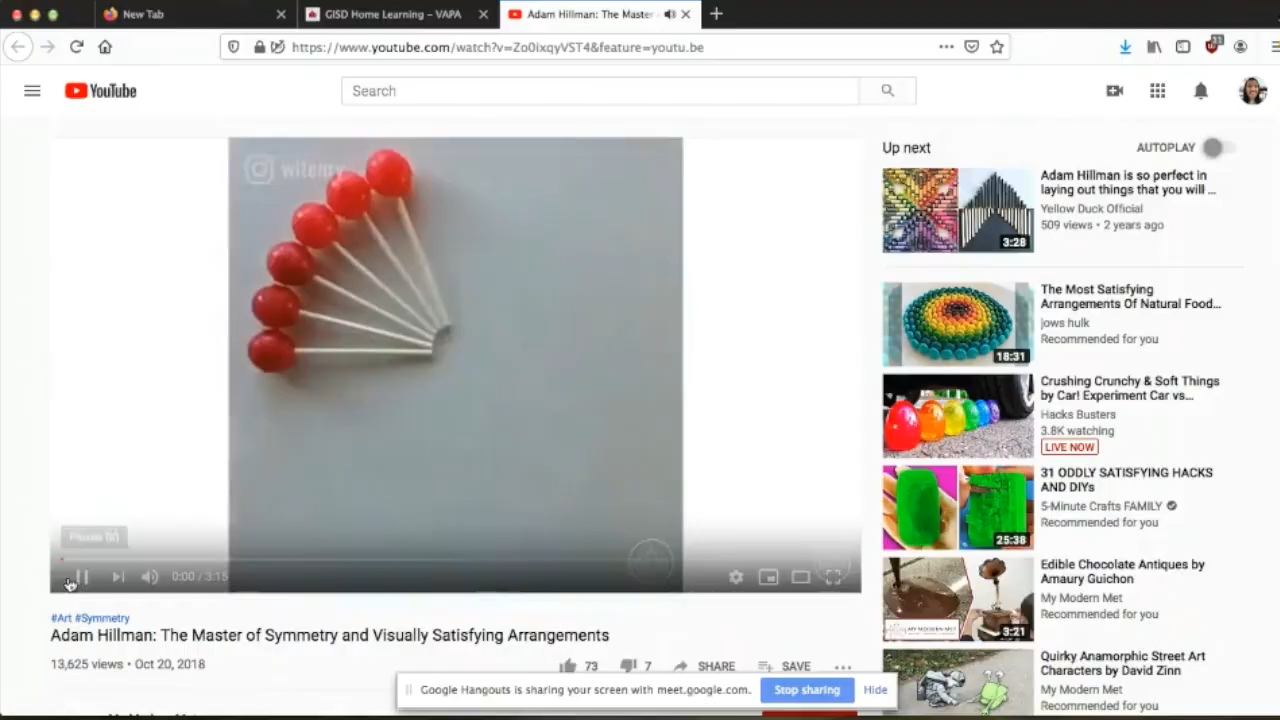 New Tab
GISD Home Learning – VAPA
Adam Hillman: The Master
https://www.youtube.com/watch?v=Zo0ixqyVST4&feature=youtu.be
YouTube
Search
Pause (k)
0:00 / 3:15
#Art #Symmetry
Adam Hillman: The Master of Symmetry and Visually Satisfying Arrangements
13,625 views • Oct 20, 2018
73
7
SHARE
SAVE
Up next
AUTOPLAY
Adam Hillman is so perfect in
laying out things that you will ...
Yellow Duck Official
509 views • 2 years ago
3:28
The Most Satisfying
Arrangements Of Natural Food...
jows hulk
Recommended for you
18:31
Crushing Crunchy & Soft Things
by Car! Experiment Car vs...
Hacks Busters
3.8K watching
LIVE NOW
31 ODDLY SATISFYING HACKS
AND DIYs
5-Minute Crafts FAMILY
Recommended for you
25:38
Edible Chocolate Antiques by
Amaury Guichon
My Modern Met
Recommended for you
MY MODERN MET
3:21
Quirky Anamorphic Street Art
Characters by David Zinn
My Modern Met
Recommended for you
Google Hangouts is sharing your screen with meet.google.com.
Stop sharing
Hide